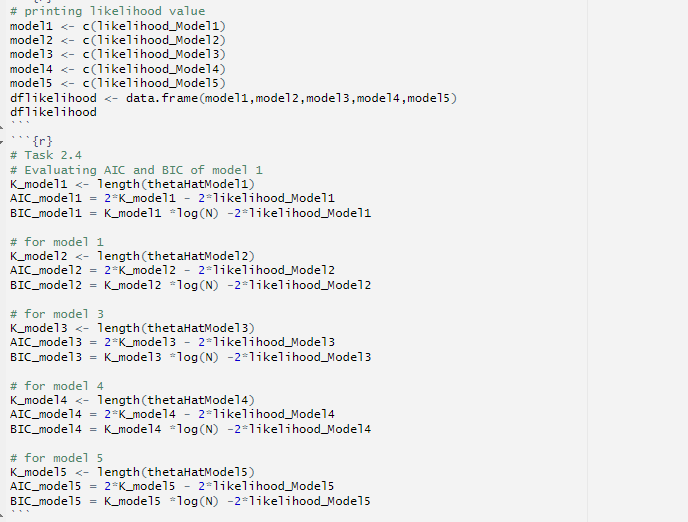 # printing likelihood value
model1 <- c(likelihood_Model1)
model2 <- c(likelihood_Model2)
model3 <- c(likelihood_Model3)
model4 <- c(likelihood_Model4)
model5 <- c(likelihood_Model5)
dflikelihood <- data.frame(model1,model2,model3,model4,model5)
dflikelihood
```
```{r}
# Task 2.4
# Evaluating AIC and BIC of model 1
K_model1 <- length(thetaHatModel1)
AIC_model1 = 2*K_model1 - 2*likelihood_Model1
BIC_model1 = K_model1 *log(N) -2*likelihood_Model1

# for model 1
K_model2 <- length(thetaHatModel2)
AIC_model2 = 2*K_model2 - 2*likelihood_Model2
BIC_model2 = K_model2 *log(N) -2*likelihood_Model2

# for model 3
K_model3 <- length(thetaHatModel3)
AIC_model3 = 2*K_model3 - 2*likelihood_Model3
BIC_model3 = K_model3 *log(N) -2*likelihood_Model3

# for model 4
K_model4 <- length(thetaHatModel4)
AIC_model4 = 2*K_model4 - 2*likelihood_Model4
BIC_model4 = K_model4 *log(N) -2*likelihood_Model4

# for model 5
K_model5 <- length(thetaHatModel5)
AIC_model5 = 2*K_model5 - 2*likelihood_Model5
BIC_model5 = K_model5 *log(N) -2*likelihood_Model5
```